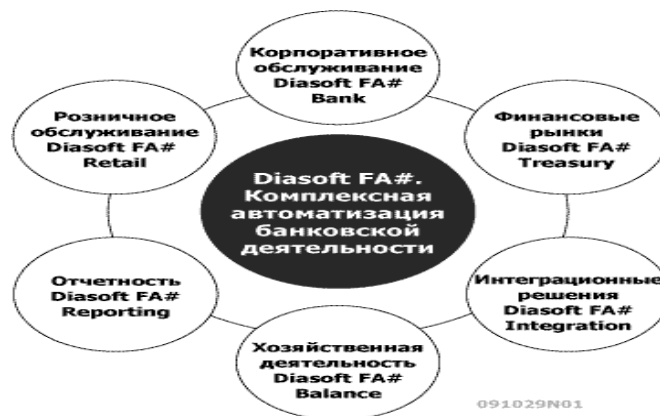 Корпоративное
обслуживание
Diasoft FA#
Bank
Розничное
обслуживание
Diasoft FA#
Retail
Финансовые
рынки
Diasoft FA#
Treasury
Diasoft FA#.
Комплексная
автоматизация
банковской
деятельности
Отчетность
Diasoft FA#
Reporting
Интеграционные
решения
Diasoft FA#
Integration
Хозяйственная
деятельность
Diasoft FA#
Balance
091029N01